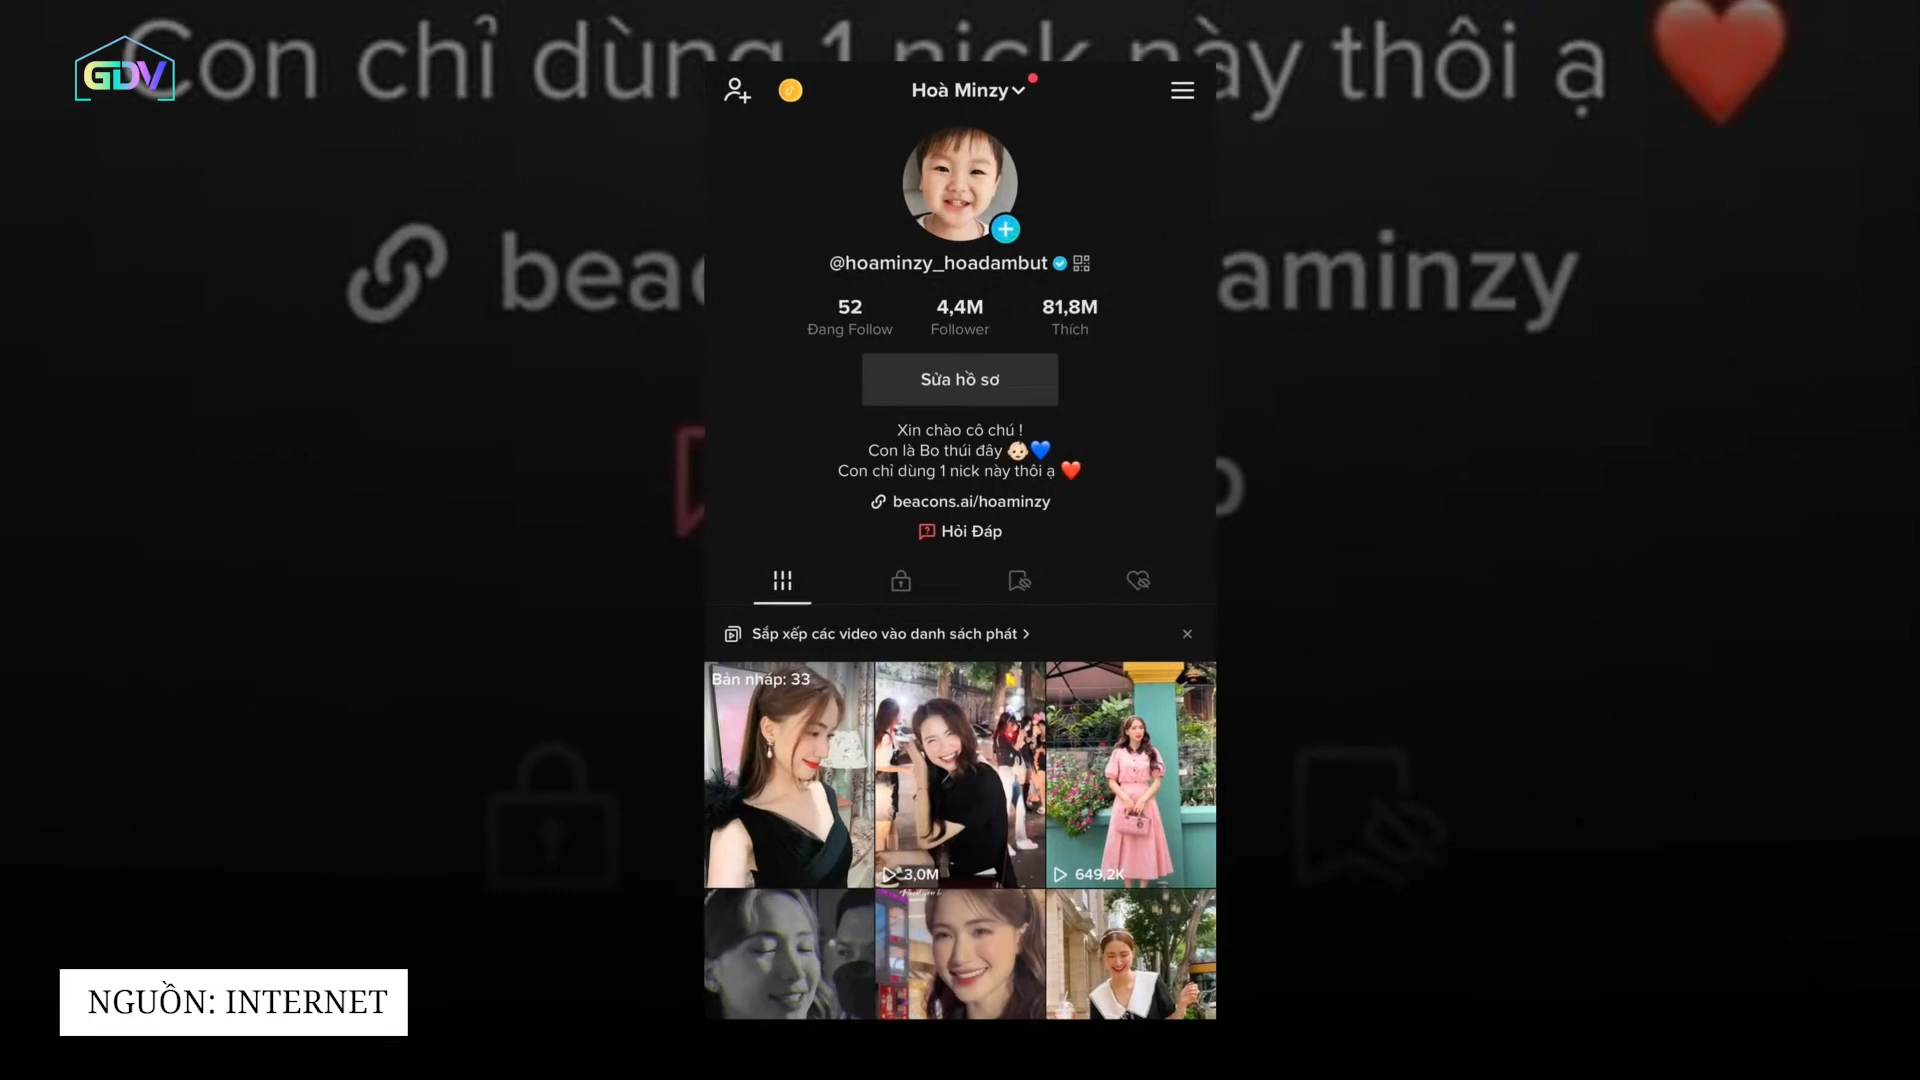 Con chỉ dùng 1 nick này thôi ạ
GDV
Hoà Minzy
@hoaminzy_hoadambut
52
Đang Follow
4,4M
Follower
81,8M
Thích
Sửa hồ sơ
Xin chào cô chú !
Con là Bo thúi đây 👶🏻💙
Con chỉ dùng 1 nick này thôi ạ ❤️
beacons.ai/hoaminzy
Hỏi Đáp
Sắp xếp các video vào danh sách phát >
Bản nháp: 33
3,0M
649,2K
NGUỒN: INTERNET